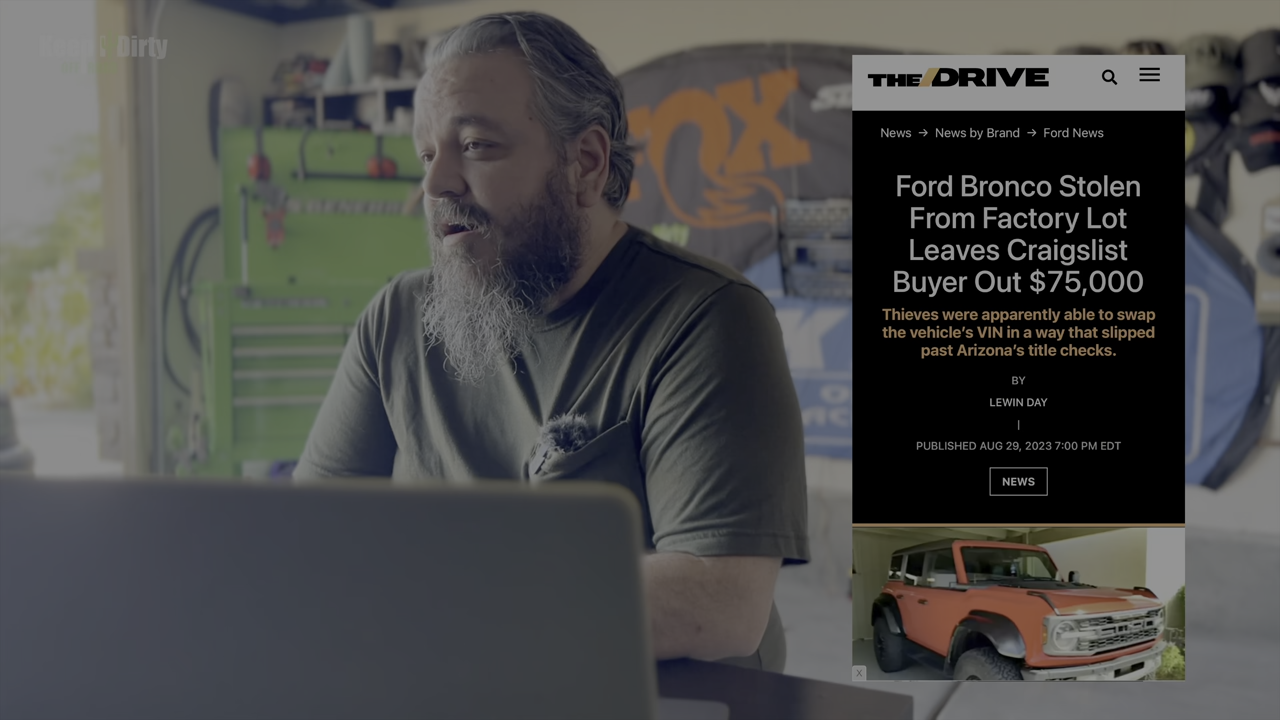 Dirty
FOX
THE/DRIVE
News → News by Brand → Ford News
Ford Bronco Stolen
From Factory Lot
Leaves Craigslist
Buyer Out $75,000
Thieves were apparently able to swap
the vehicle's VIN in a way that slipped
past Arizona's title checks.
BY
LEWIN DAY
|
PUBLISHED AUG 29, 2023 7:00 PM EDT
NEWS
X